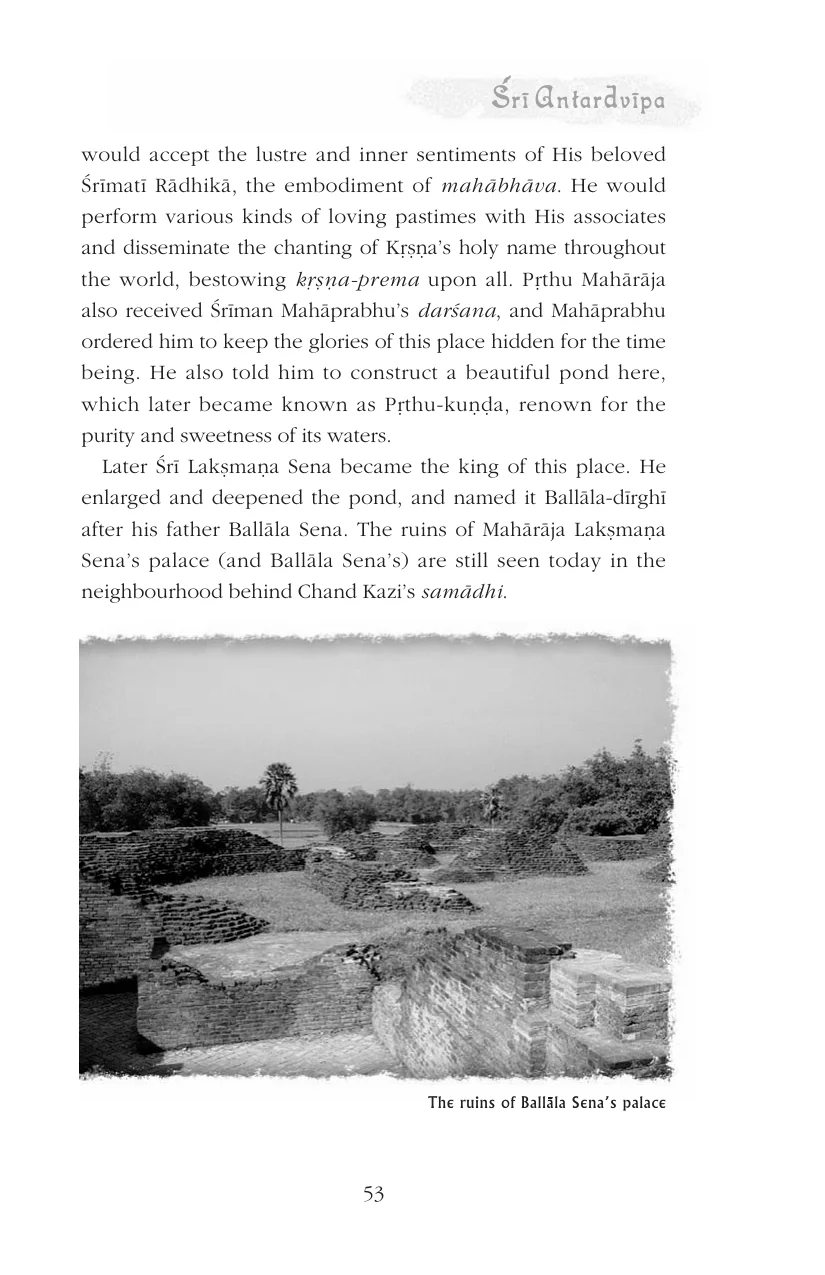 Śrī Antardvīpa
would accept the lustre and inner sentiments of His beloved
Śrīmatī Rādhikā, the embodiment of mahābhāva. He would
perform various kinds of loving pastimes with His associates
and disseminate the chanting of Kṛṣṇa’s holy name throughout
the world, bestowing kṛṣṇa-prema upon all. Pṛthu Mahārāja
also received Śrīman Mahāprabhu’s darśana, and Mahāprabhu
ordered him to keep the glories of this place hidden for the time
being. He also told him to construct a beautiful pond here,
which later became known as Pṛthu-kuṇḍa, renown for the
purity and sweetness of its waters.
Later Śrī Lakṣmaṇa Sena became the king of this place. He
enlarged and deepened the pond, and named it Ballāla-dīrghī
after his father Ballāla Sena. The ruins of Mahārāja Lakṣmaṇa
Sena’s palace (and Ballāla Sena’s) are still seen today in the
neighbourhood behind Chand Kazi’s samādhi.
The ruins of Ballāla Sena’s palace
53